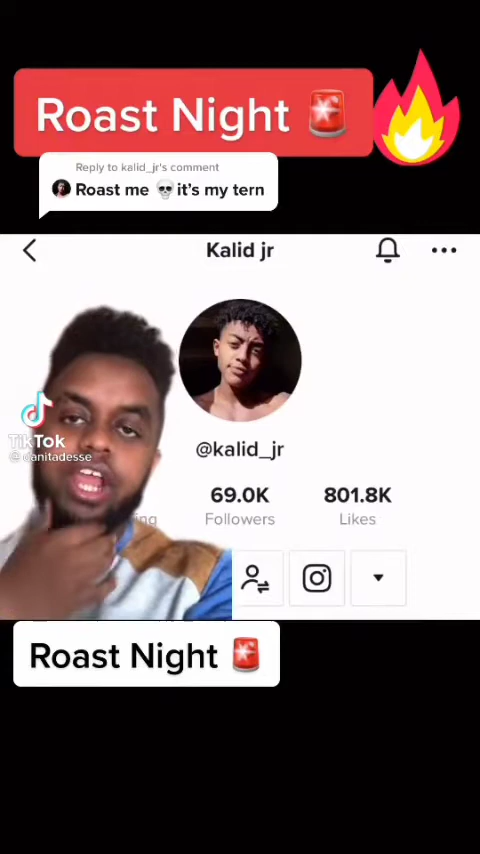 Roast Night 🚨
Reply to kalid_jr's comment
Roast me 💀it's my tern
Kalid jr
TikTok
@kalid_jr
69.0K
801.8K
Followers
Likes
Roast Night 🚨